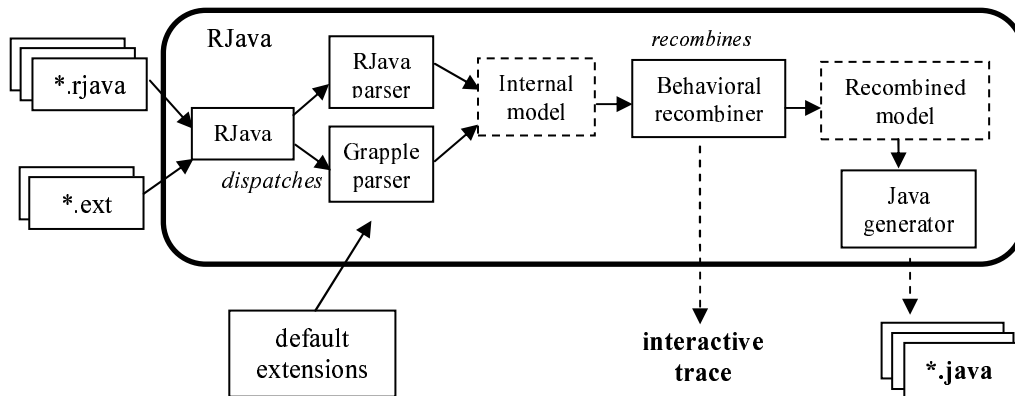 RJava
recombines
*.rjava
RJava
parser
Internal
model
Behavioral
recombiner
Recombined
model
RJava
Grapple
parser
dispatches
*.ext
Java
generator
default
extensions
interactive
trace
*.java